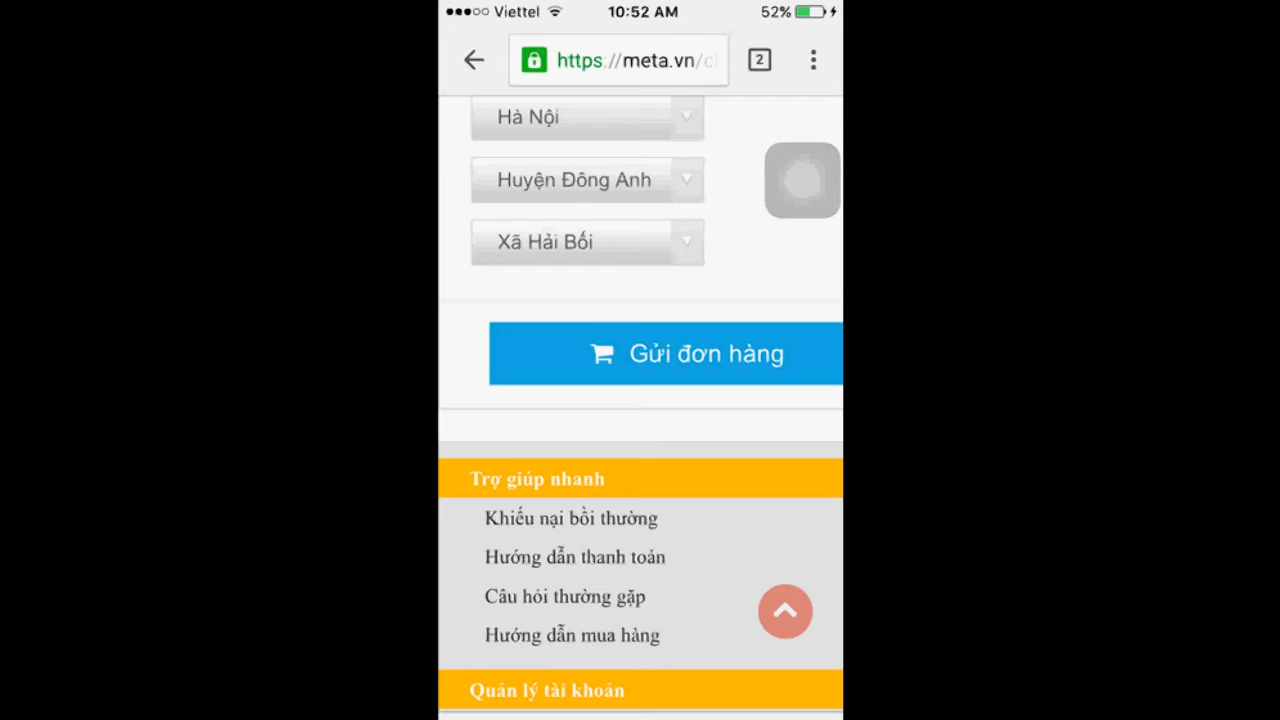 Viettel 10:52 AM 52%
https://meta.vn/cl 2
Hà Nội
Huyện Đông Anh
Xã Hải Bối
Gửi đơn hàng
Trợ giúp nhanh
Khiếu nại bồi thường
Hướng dẫn thanh toán
Câu hỏi thường gặp
Hướng dẫn mua hàng
Quản lý tài khoản